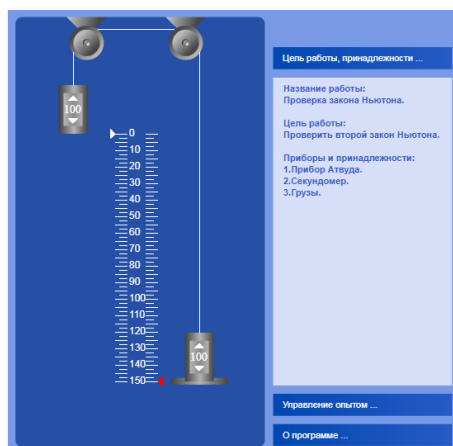 100
0
10
20
30
40
50
60
70
80
90
100
110
120
130
140
150
100
Цель работы, принадлежности ...
Название работы:
Проверка закона Ньютона.
Цель работы:
Проверить второй закон Ньютона.
Приборы и принадлежности:
1.Прибор Атвуда.
2.Секундомер.
3.Грузы.
Управление опытом ...
О программе ...